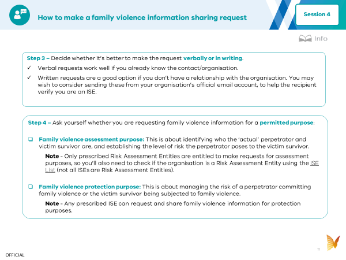 How to make a family violence information sharing request
Session 4
Info
Step 3 – Decide whether it's better to make the request verbally or in writing.
✓ Verbal requests work well if you already know the contact/organisation.
✓ Written requests are a good option if you don't have a relationship with the organisation. You may
wish to consider sending these from your organisation's official email account, to help the recipient
verify you are an ISE.
Step 4 – Ask yourself whether you are requesting family violence information for a permitted purpose.
❑ Family violence assessment purpose: This is about identifying who the 'actual' perpetrator and
victim survivor are, and establishing the level of risk the perpetrator poses to the victim survivor.
Note - Only prescribed Risk Assessment Entities are entitled to make requests for assessment
purposes, so you'll also need to check if the organisation is a Risk Assessment Entity using the ISE
List (not all ISEs are Risk Assessment Entities).
❑ Family violence protection purpose: This is about managing the risk of a perpetrator committing
family violence or the victim survivor being subjected to family violence.
Note - Any prescribed ISE can request and share family violence information for protection
purposes.
OFFICIAL